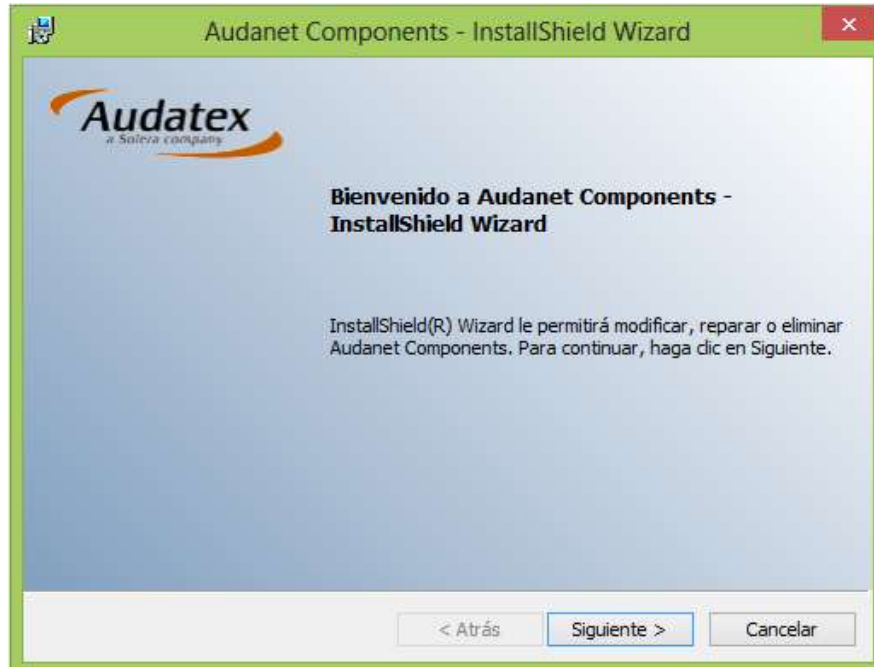 Audanet Components - InstallShield Wizard
Audatex
a Solera company
Bienvenido a Audanet Components -
InstallShield Wizard
InstallShield(R) Wizard le permitirá modificar, reparar o eliminar
Audanet Components. Para continuar, haga clic en Siguiente.
< Atrás
Siguiente >
Cancelar